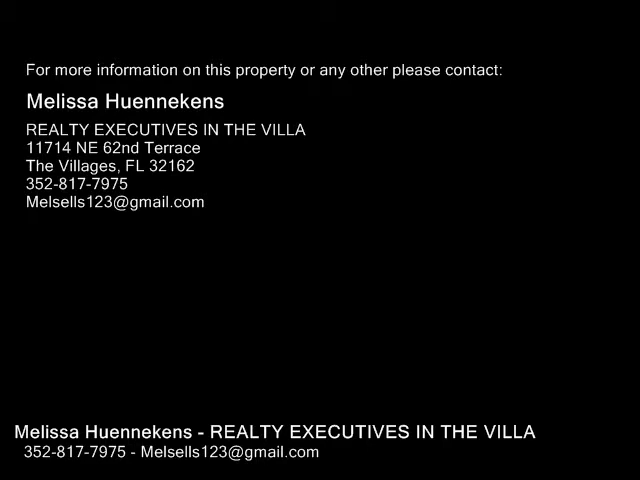 For more information on this property or any other please contact:
Melissa Huennekens
REALTY EXECUTIVES IN THE VILLA
11714 NE 62nd Terrace
The Villages, FL 32162
352-817-7975
Melsells123@gmail.com
Melissa Huennekens - REALTY EXECUTIVES IN THE VILLA
352-817-7975 - Melsells123@gmail.com